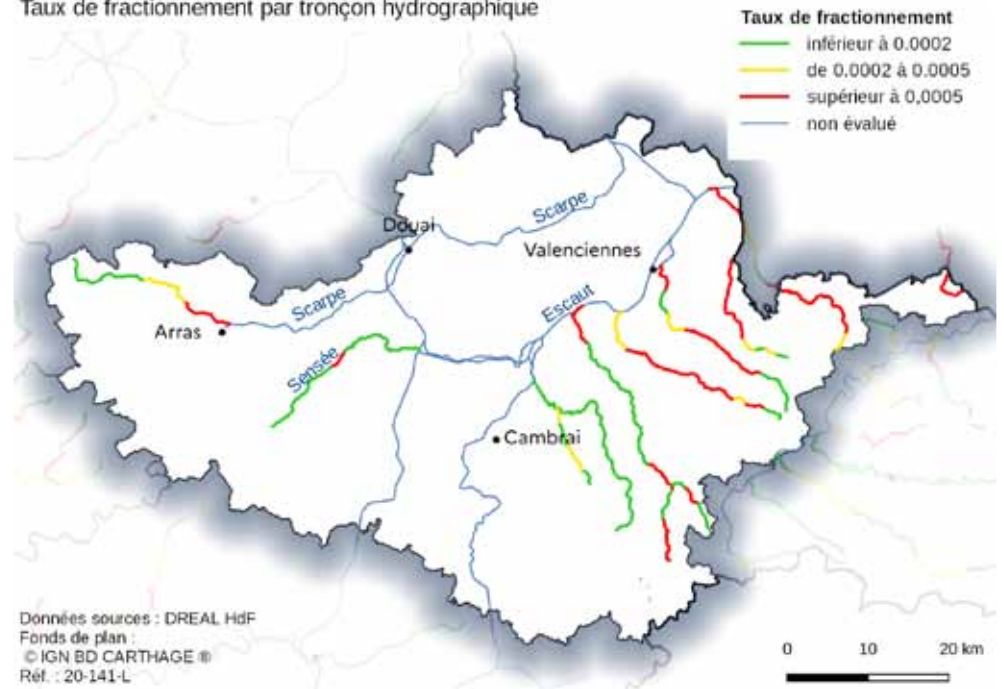 Taux de fractionnement par tronçon hydrographique
Taux de fractionnement
inférieur à 0.0002
de 0.0002 à 0.0005
supérieur à 0,0005
non évalué
Scarpe
Douai
Valenciennes
Escaut
Scarpe
Arras
Sensée
Cambrai
Données sources : DREAL HdF
Fonds de plan :
© IGN BD CARTHAGE ®
Réf. : 20-141-L
0 10 20 km